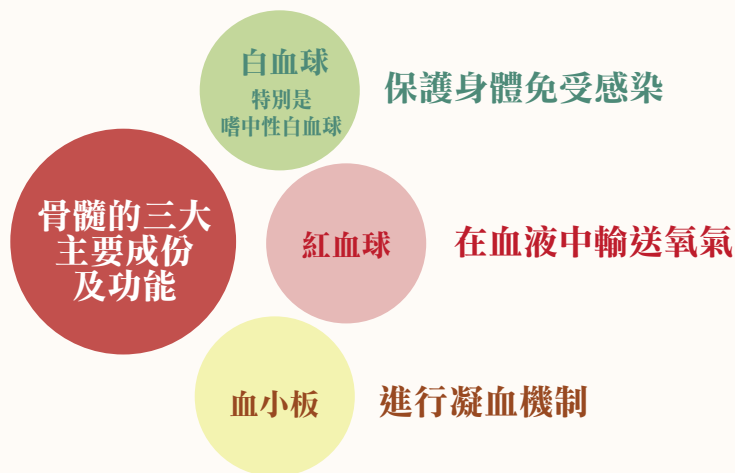 骨髓的三大
主要成份
及功能
白血球
特別是
嗜中性白血球
保護身體免受感染
紅血球
在血液中輸送氧氣
血小板
進行凝血機制